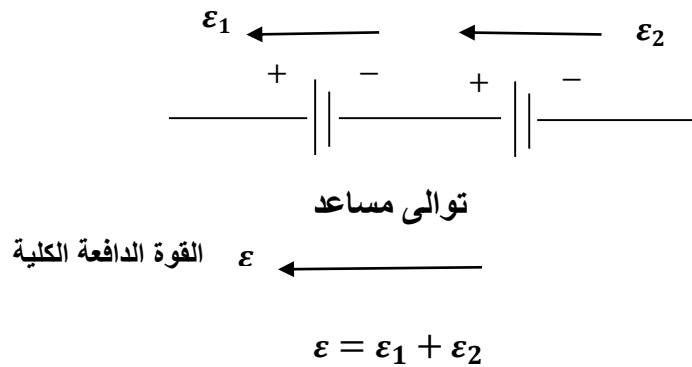 ε₁ ε₂
+ − + −
توالى مساعد
القوة الدافعة الكلية ε
ε = ε₁ + ε₂